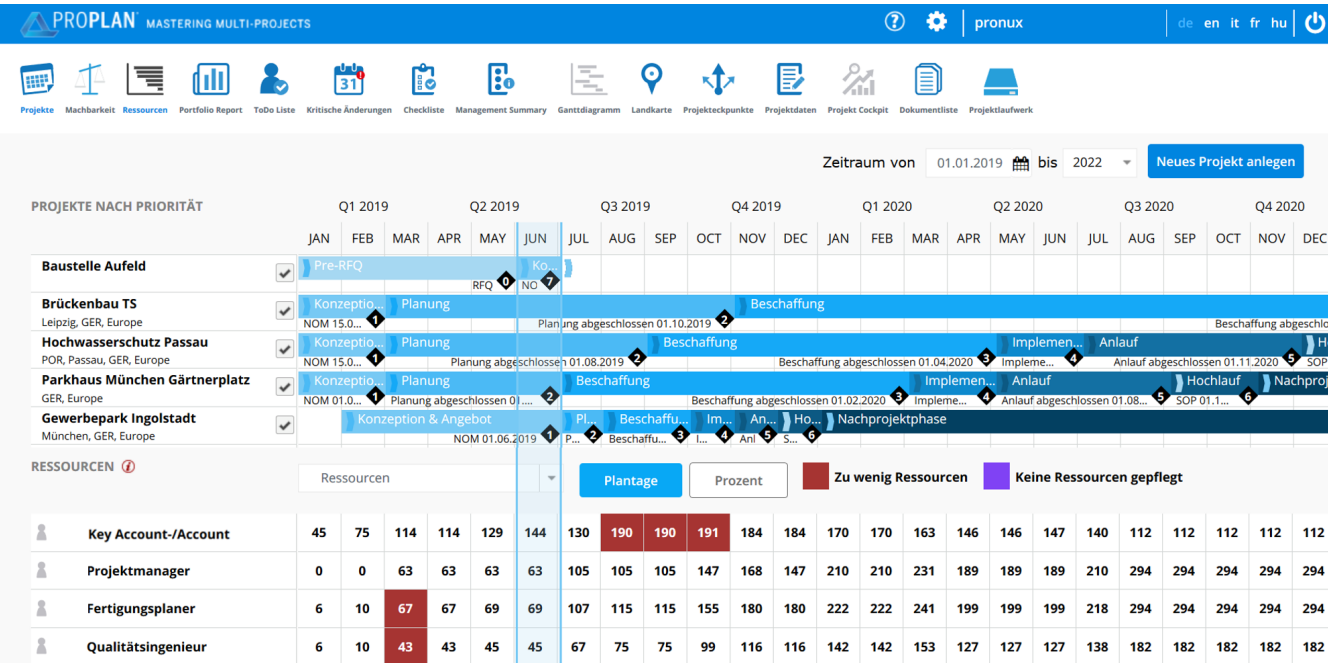 PROPLAN MASTERING MULTI-PROJECTS ? pronux de en it fr hu
31
Projekte Machbarkeit Ressourcen Portfolio Report ToDo Liste Kritische Änderungen Checkliste Management Summary Ganttdiagramm Landkarte Projekteckpunkte Projektdaten Projekt Cockpit Dokumentliste Projektlaufwerk
Zeitraum von 01.01.2019 bis 2022 Neues Projekt anlegen
PROJEKTE NACH PRIORITÄT Q1 2019 Q2 2019 Q3 2019 Q4 2019 Q1 2020 Q2 2020 Q3 2020 Q4 2020
JAN FEB MAR APR MAY JUN JUL AUG SEP OCT NOV DEC JAN FEB MAR APR MAY JUN JUL AUG SEP OCT NOV DEC
Baustelle Aufeld Pre-RFQ Ko...
RFQ 0 NO 7
Brückenbau TS Konzeptio... Planung Beschaffung
Leipzig, GER, Europe NOM 15.0... 1 Planung abgeschlossen 01.10.2019 2 Beschaffung abgeschlo
Hochwasserschutz Passau Konzeptio... Planung Beschaffung Implemen... Anlauf H
POR, Passau, GER, Europe NOM 15.0... 1 Planung abgeschlossen 01.08.2019 2 Beschaffung abgeschlossen 01.04.2020 3 Impleme... 4 Anlauf abgeschlossen 01.11.2020 5 SOP
Parkhaus München Gärtnerplatz Konzeptio... Planung Beschaffung Implemen... Anlauf Hochlauf Nachproj
GER, Europe NOM 01.0... 1 Planung abgeschlossen 01.... 2 Beschaffung abgeschlossen 01.02.2020 3 Impleme... 4 Anlauf abgeschlossen 01.08... 5 SOP 01.1... 6
Gewerbepark Ingolstadt Konzeption & Angebot Pl... Beschaffu... Im... An... Ho... Nachprojektphase
München, GER, Europe NOM 01.06.2019 1 P... 2 Beschaffu... 3 I... 4 Anl 5 S... 6
RESSOURCEN i Ressourcen Plantage Prozent Zu wenig Ressourcen Keine Ressourcen gepflegt
Key Account-/Account 45 75 114 114 129 144 130 190 190 191 184 184 170 170 163 146 146 147 140 112 112 112 112 112
Projektmanager 0 0 63 63 63 63 105 105 105 147 168 147 210 210 231 189 189 189 210 294 294 294 294 294
Fertigungsplaner 6 10 67 67 69 69 107 115 115 155 180 180 222 222 241 199 199 199 218 294 294 294 294 294
Qualitätsingenieur 6 10 43 43 45 45 67 75 75 99 116 116 142 142 153 127 127 127 138 182 182 182 182 182